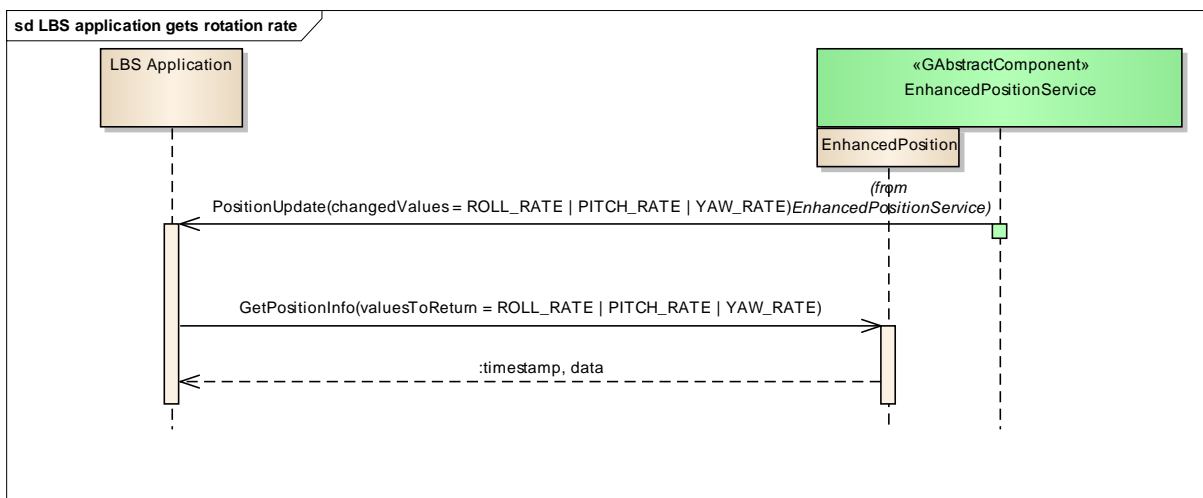 sd LBS application gets rotation rate
LBS Application
«GAbstractComponent»
EnhancedPositionService
EnhancedPosition
(from
EnhancedPositionService)
PositionUpdate(changedValues = ROLL_RATE | PITCH_RATE | YAW_RATE)
GetPositionInfo(valuesToReturn = ROLL_RATE | PITCH_RATE | YAW_RATE)
:timestamp, data